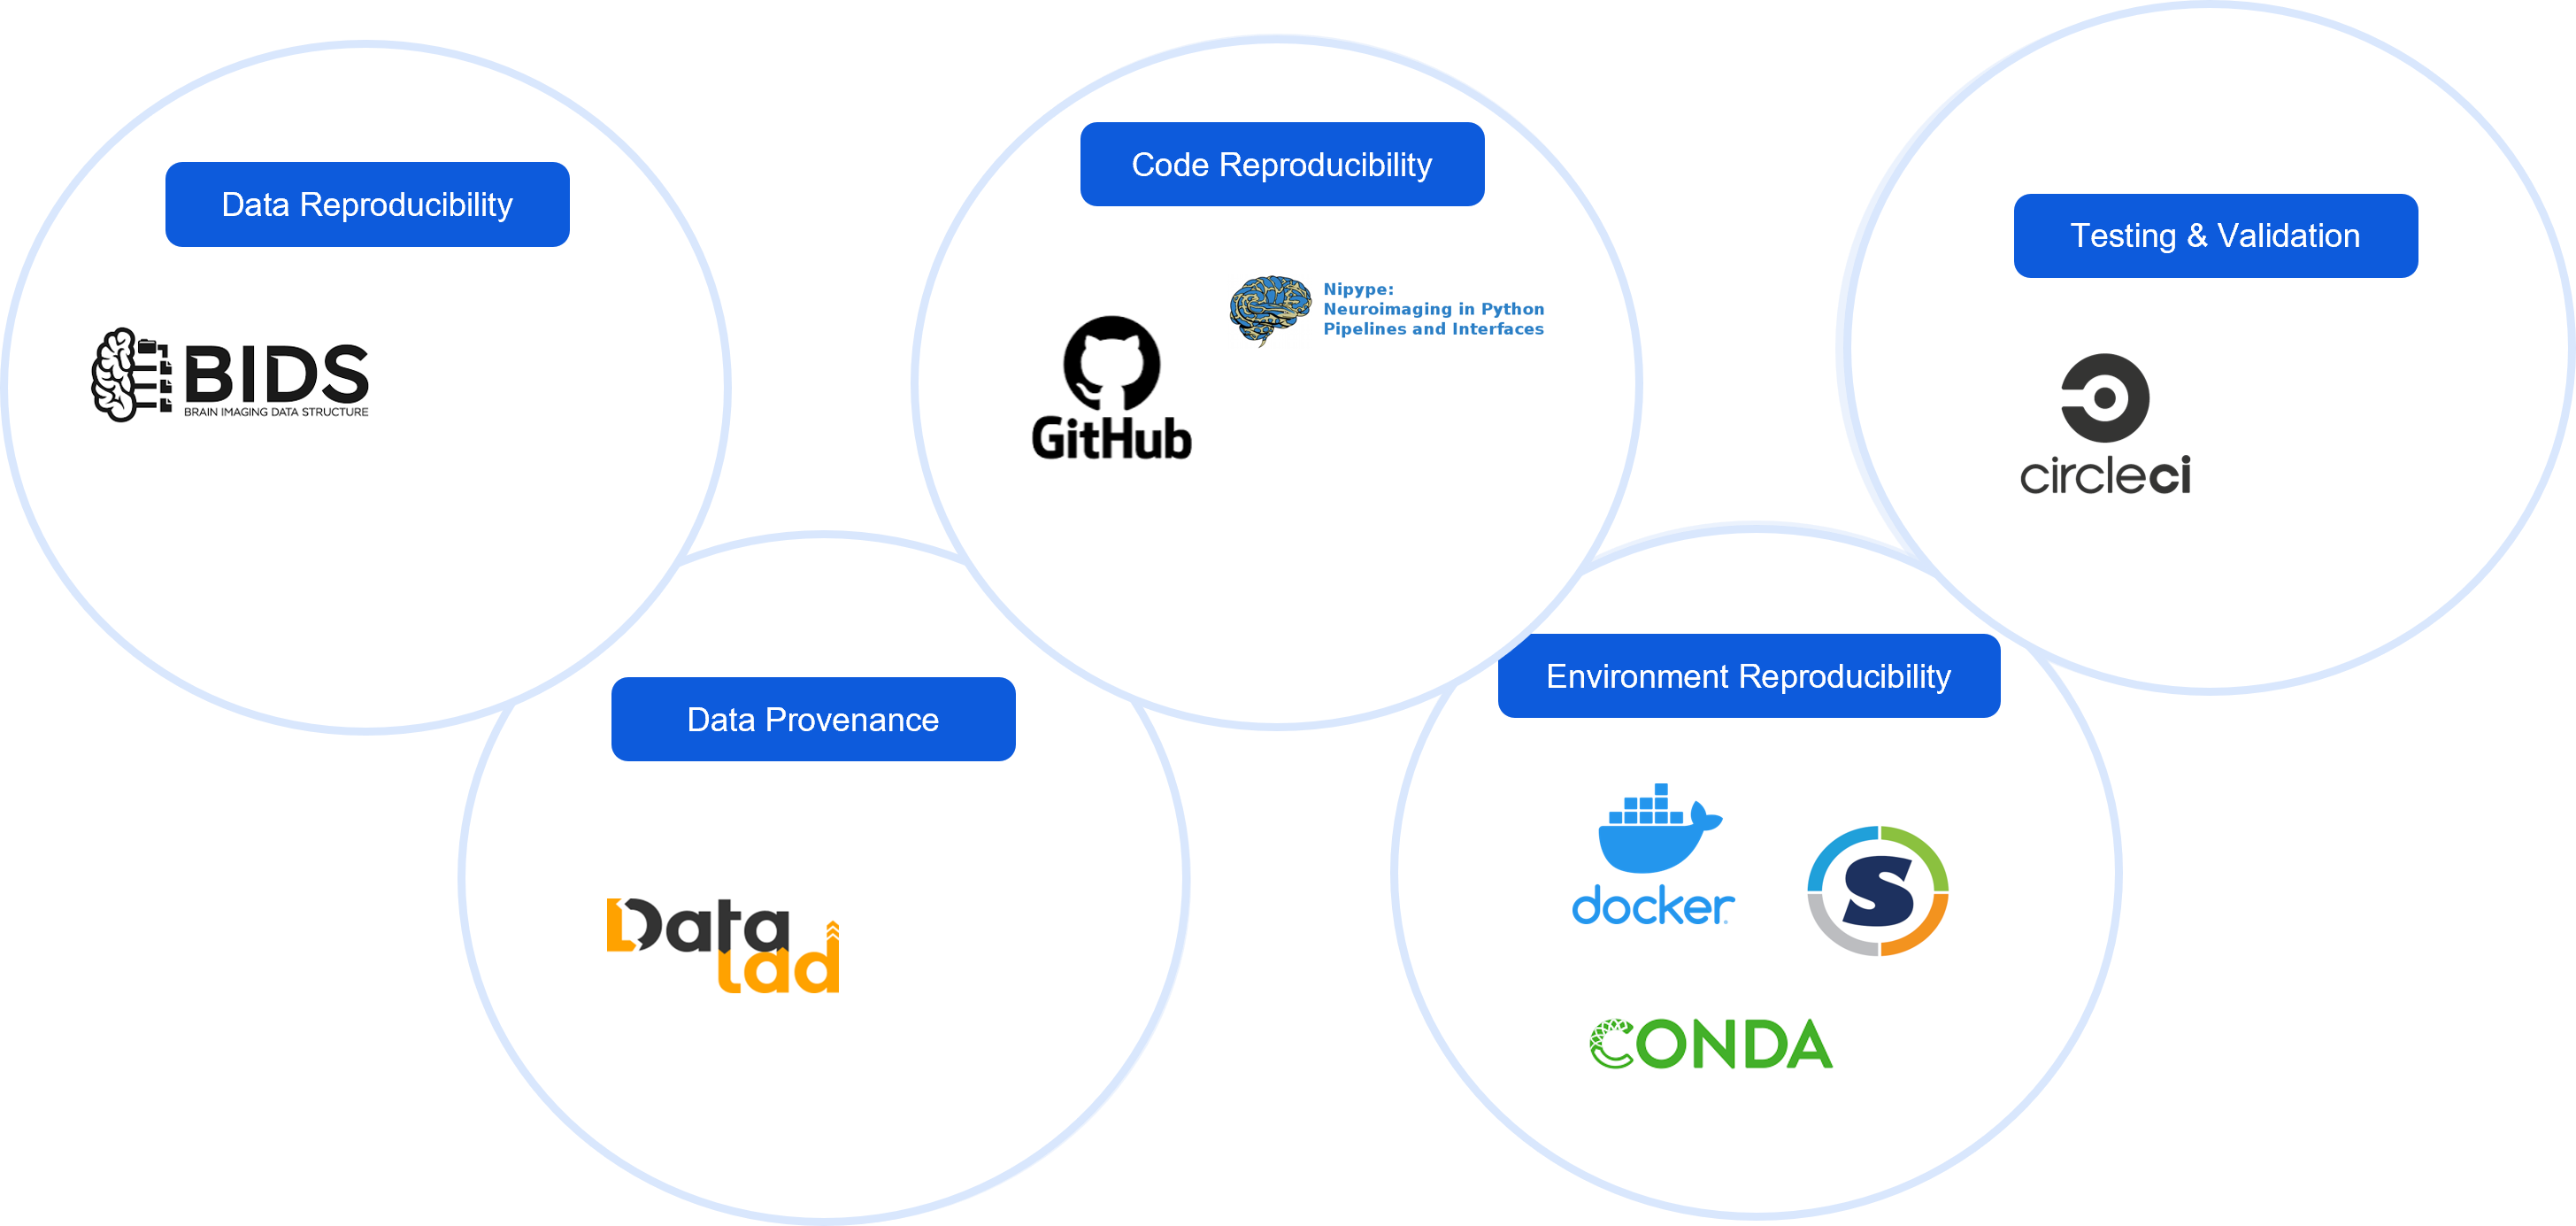 Data Reproducibility
BIDS
BRAIN IMAGING DATA STRUCTURE
Code Reproducibility
Nipype:
Neuroimaging in Python
Pipelines and Interfaces
GitHub
Testing & Validation
circleci
Data Provenance
Data
lad
Environment Reproducibility
docker
S
CONDA